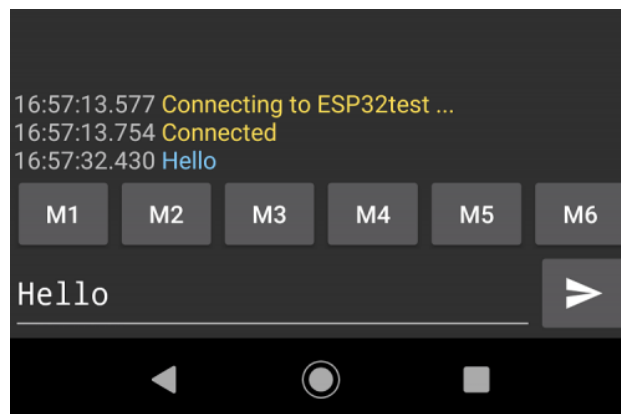 16:57:13.577 Connecting to ESP32test ...
16:57:13.754 Connected
16:57:32.430 Hello
M1 M2 M3 M4 M5 M6
Hello